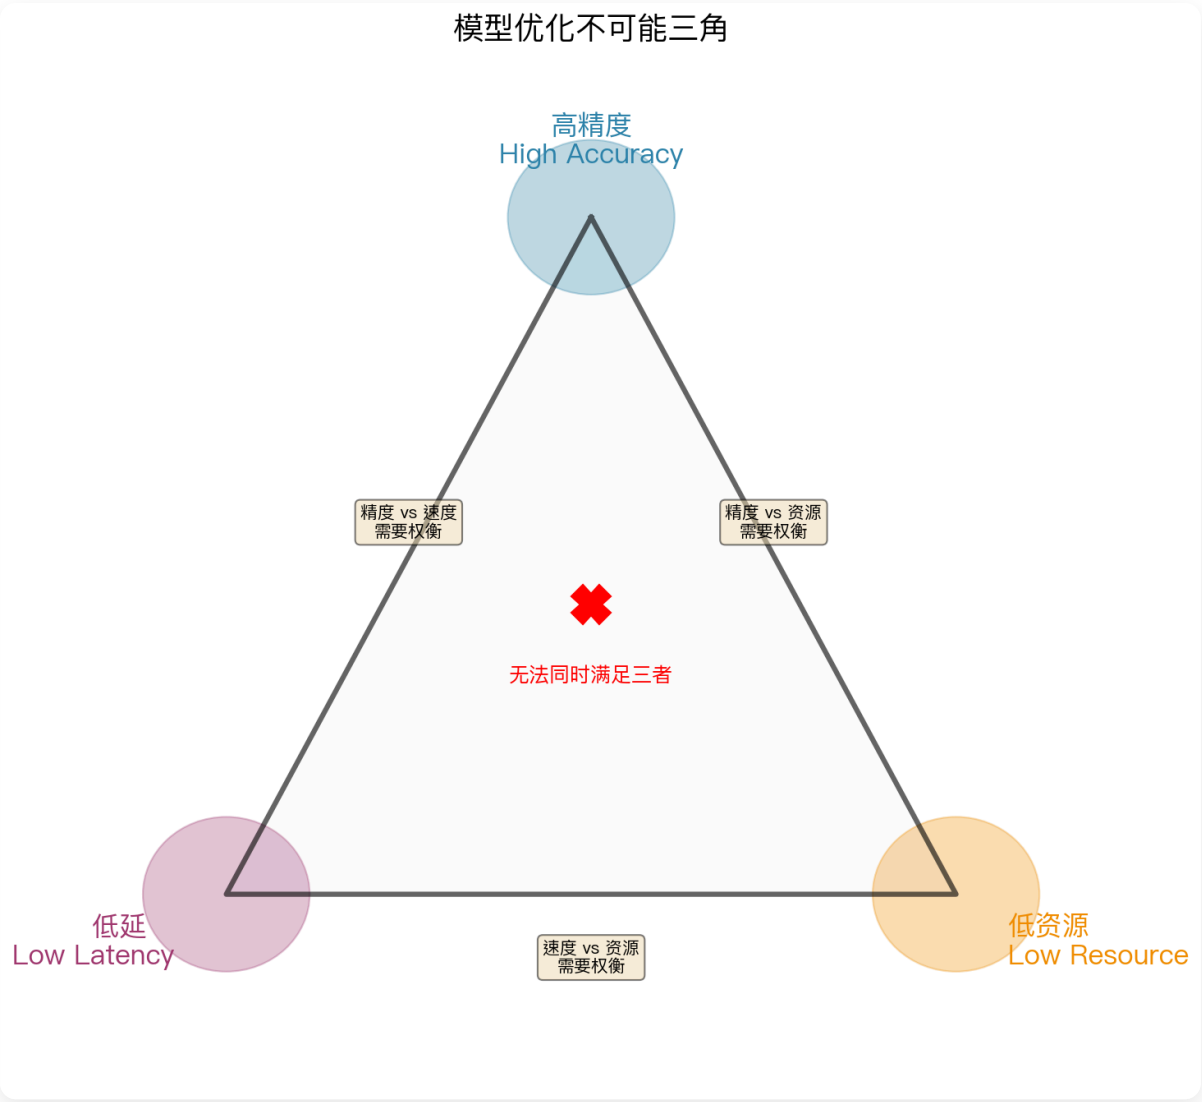 模型优化不可能三角
高精度
High Accuracy
精度 vs 速度
需要权衡
精度 vs 资源
需要权衡
无法同时满足三者
低延
Low Latency
速度 vs 资源
需要权衡
低资源
Low Resource